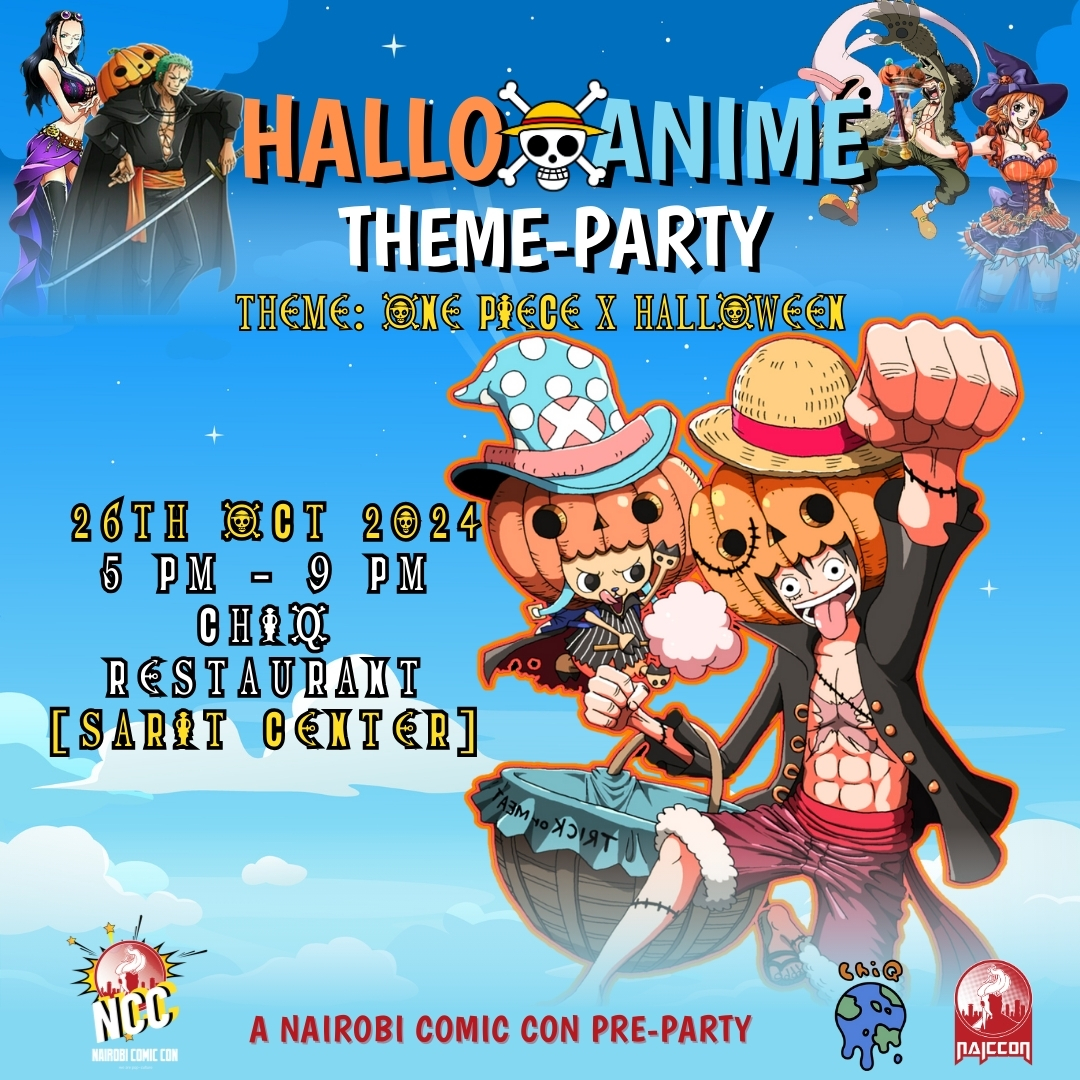 HALLO ANIME
THEME-PARTY
THEME: ONE PIECE X HALLOWEEN
26TH OCT 2024
5 PM - 9 PM
CHIQ
RESTAURANT
[SARIT CENTER]
TRICK OR MEAT
NCC
NAIROBI COMIC CON
A NAIROBI COMIC CON PRE-PARTY
ChiQ
NAICCON